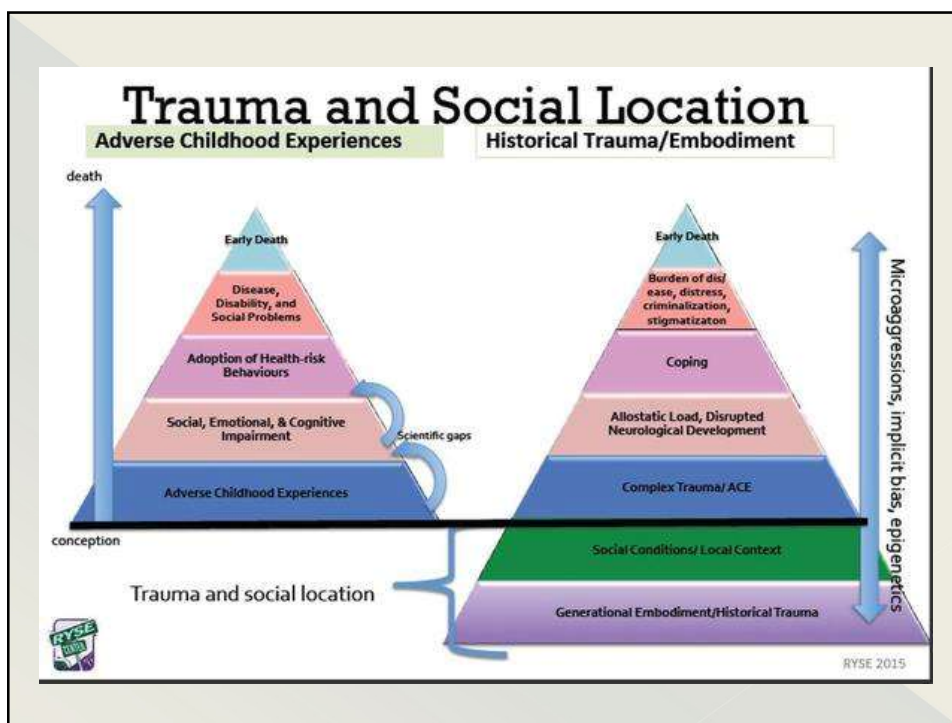 Trauma and Social Location
Adverse Childhood Experiences
Historical Trauma/Embodiment
death
Early Death
Disease,
Disability, and
Social Problems
Adoption of Health-risk
Behaviours
Social, Emotional, & Cognitive
Impairment
Scientific gaps
Adverse Childhood Experiences
conception
Early Death
Burden of dis/
ease, distress,
criminalization,
stigmatizaton
Coping
Allostatic Load, Disrupted
Neurological Development
Complex Trauma/ ACE
Social Conditions/ Local Context
Generational Embodiment/Historical Trauma
Microaggressions, implicit bias, epigenetics
Trauma and social location
RYSE
CENTER
RYSE 2015